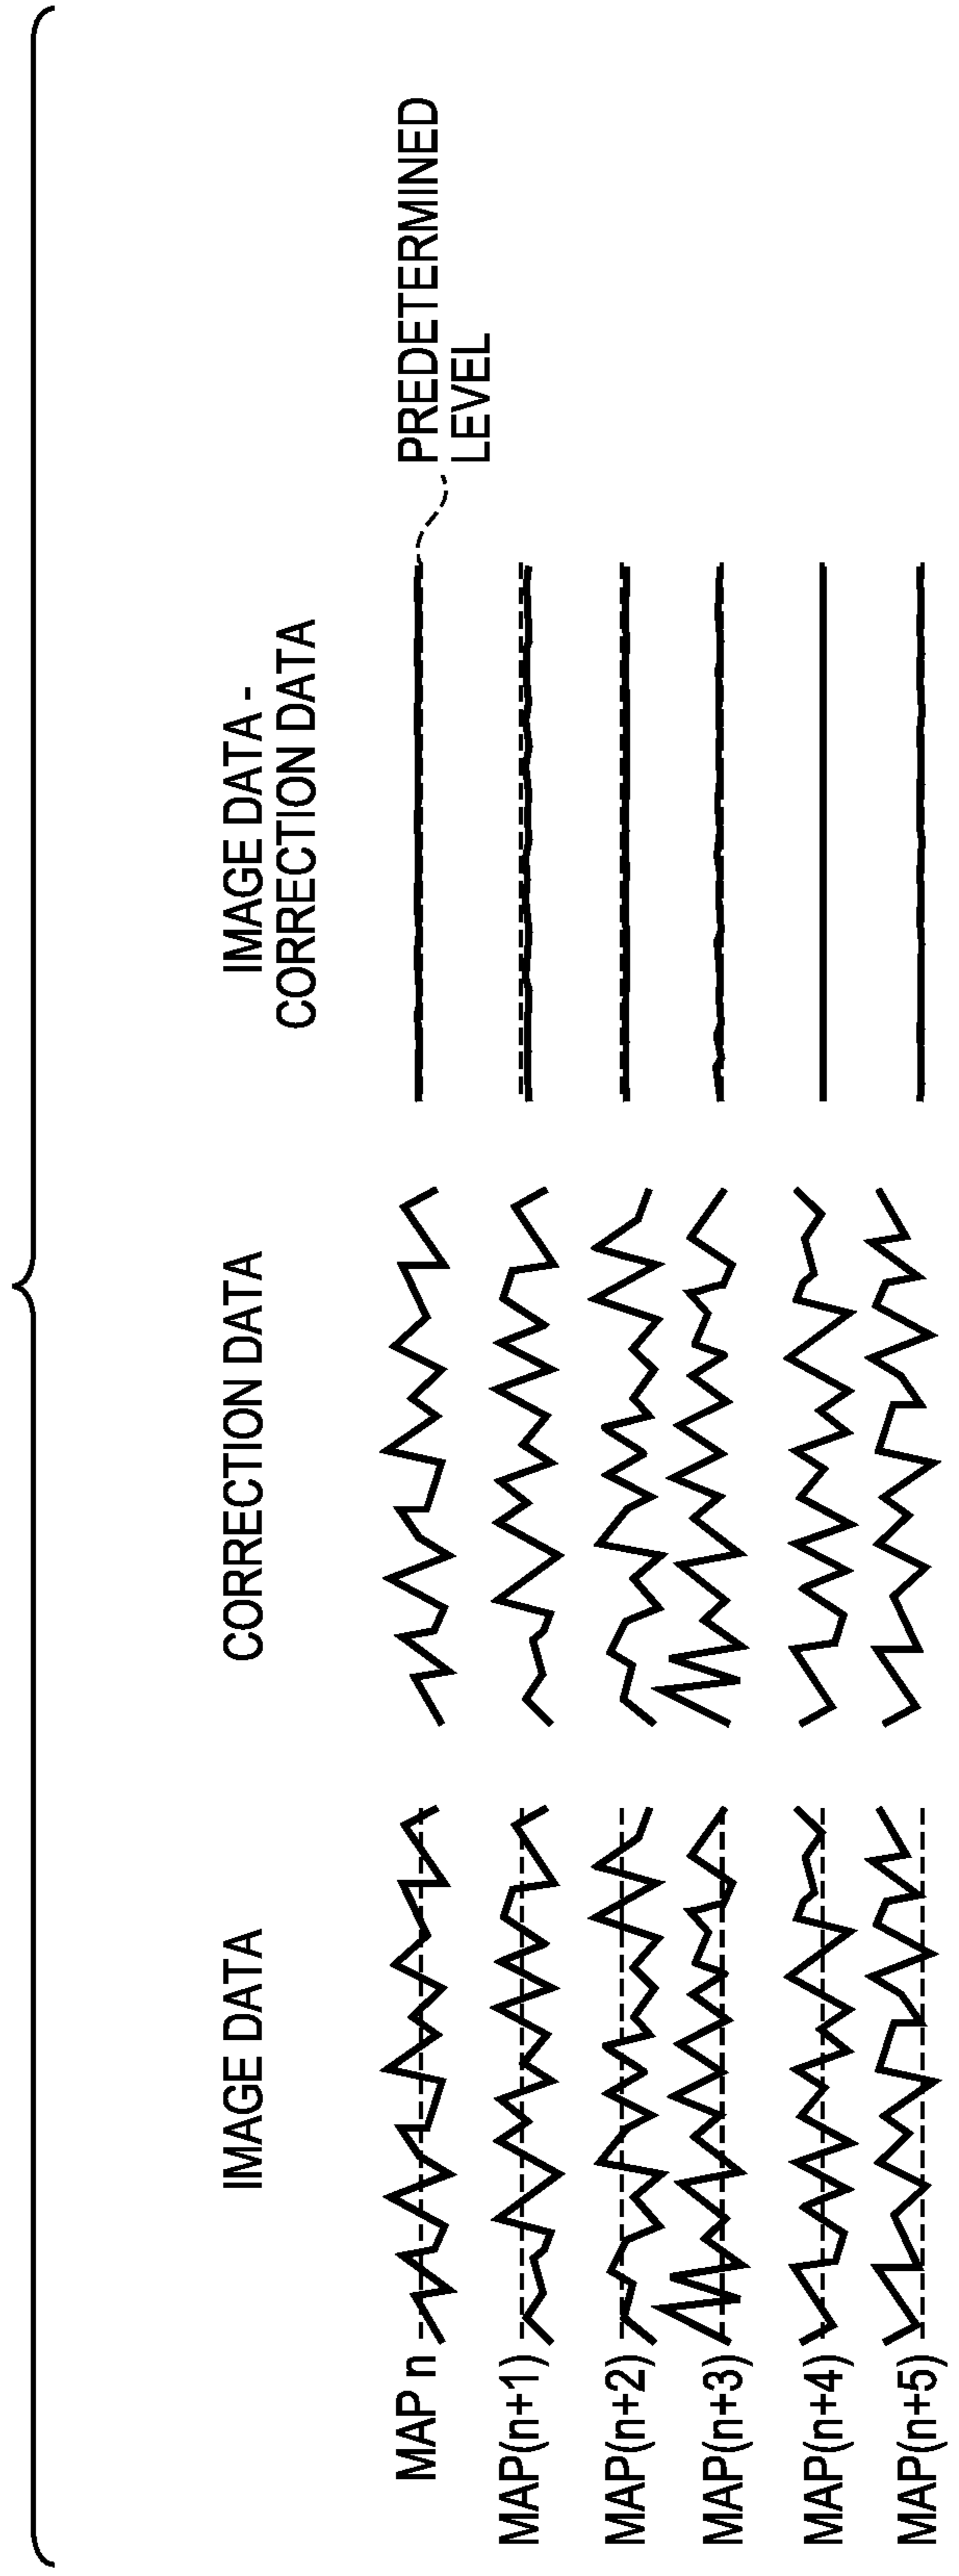 IMAGE DATA
CORRECTION DATA
IMAGE DATA -
CORRECTION DATA
MAP n
PREDETERMINED
LEVEL
MAP(n+1)
MAP(n+2)
MAP(n+3)
MAP(n+4)
MAP(n+5)